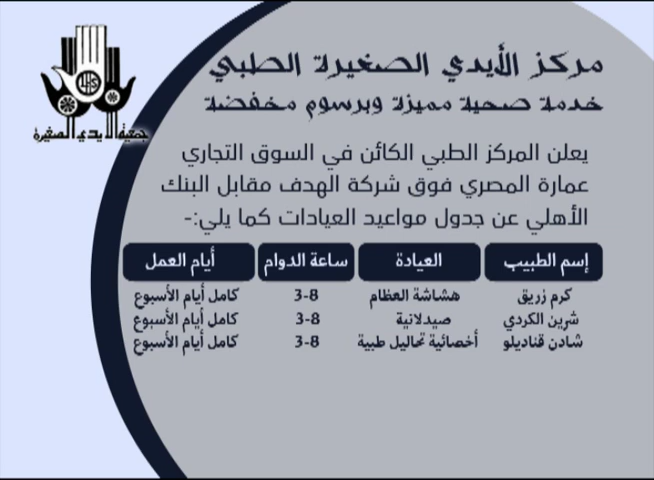 جمعية الأيدي الصغيرة
مركز الأيدي الصغيرة الطبي
خدمة صحية مميزة وبرسوم مخفضة
يعلن المركز الطبي الكائن في السوق التجاري
عمارة المصري فوق شركة الهدف مقابل البنك
الأهلي عن جدول مواعيد العيادات كما يلي:-
إسم الطبيب العيادة ساعة الدوام أيام العمل
كرم زريق هشاشة العظام 3-8 كامل أيام الأسبوع
شرين الكردي صيدلانية 3-8 كامل أيام الأسبوع
شادن قناديلو أخصائية تحاليل طبية 3-8 كامل أيام الأسبوع